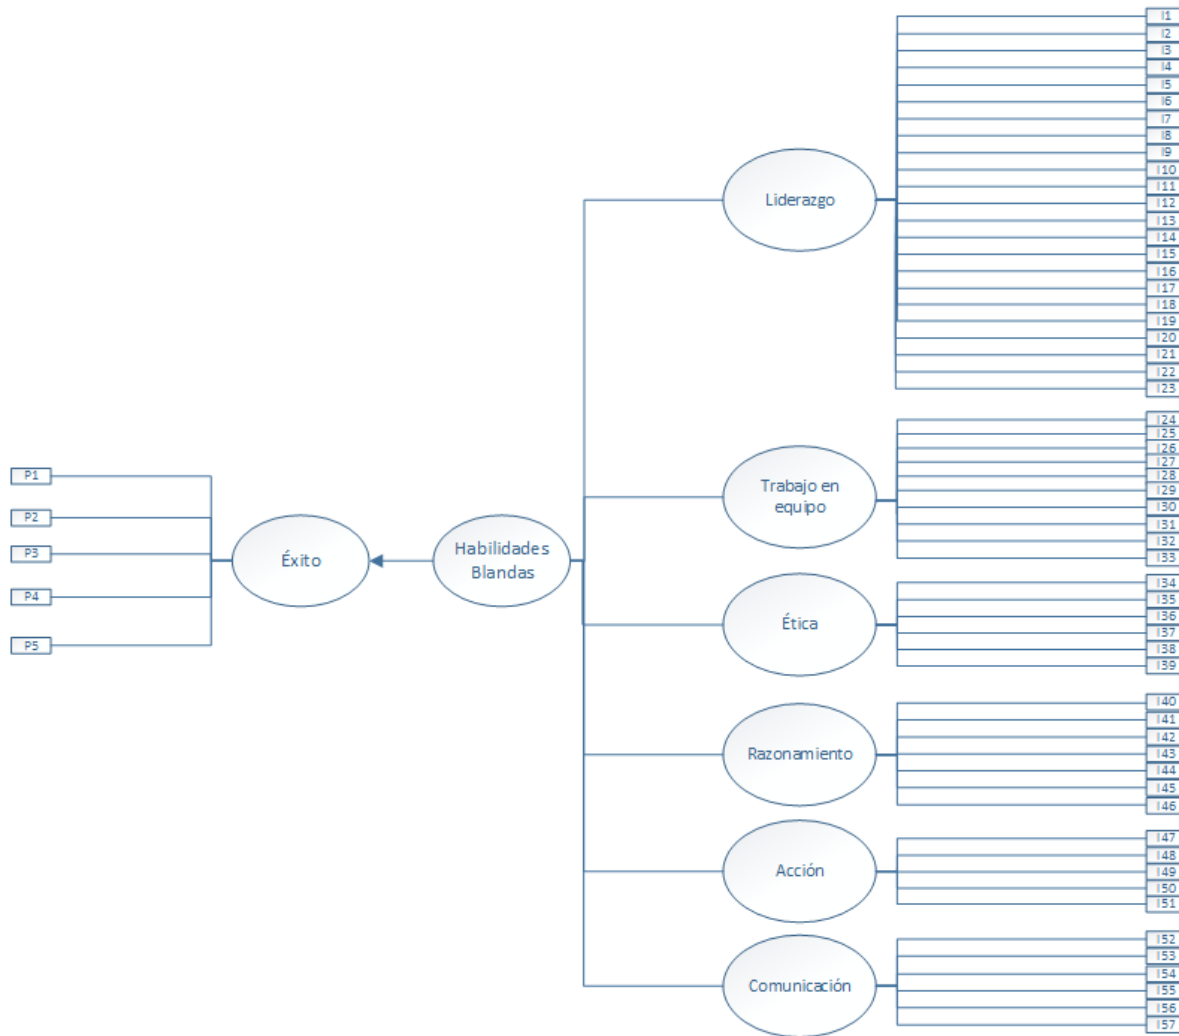 P1
P2
P3
P4
P5
Éxito
Habilidades
Blandas
Liderazgo
I1
I2
I3
I4
I5
I6
I7
I8
I9
I10
I11
I12
I13
I14
I15
I16
I17
I18
I19
I20
I21
I22
I23
Trabajo en
equipo
I24
I25
I26
I27
I28
I29
I30
I31
I32
I33
Ética
I34
I35
I36
I37
I38
I39
Razonamiento
I40
I41
I42
I43
I44
I45
I46
Acción
I47
I48
I49
I50
I51
Comunicación
I52
I53
I54
I55
I56
I57